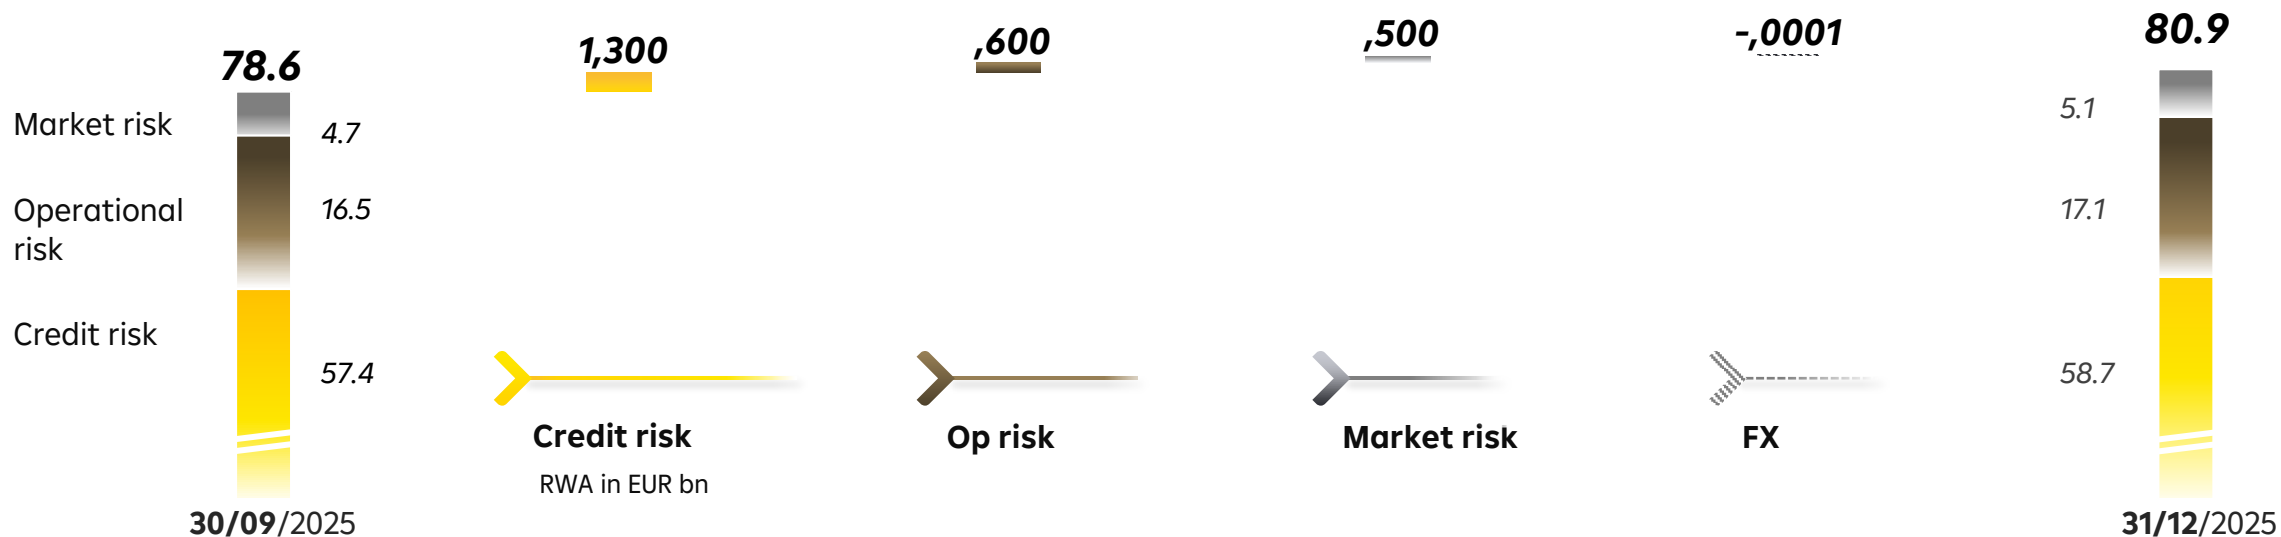 78.6
1,300
,600
,500
-,0001
80.9
Market risk
4.7
5.1
Operational
risk
16.5
17.1
Credit risk
57.4
58.7
Credit risk
Op risk
Market risk
FX
RWA in EUR bn
30/09/2025
31/12/2025